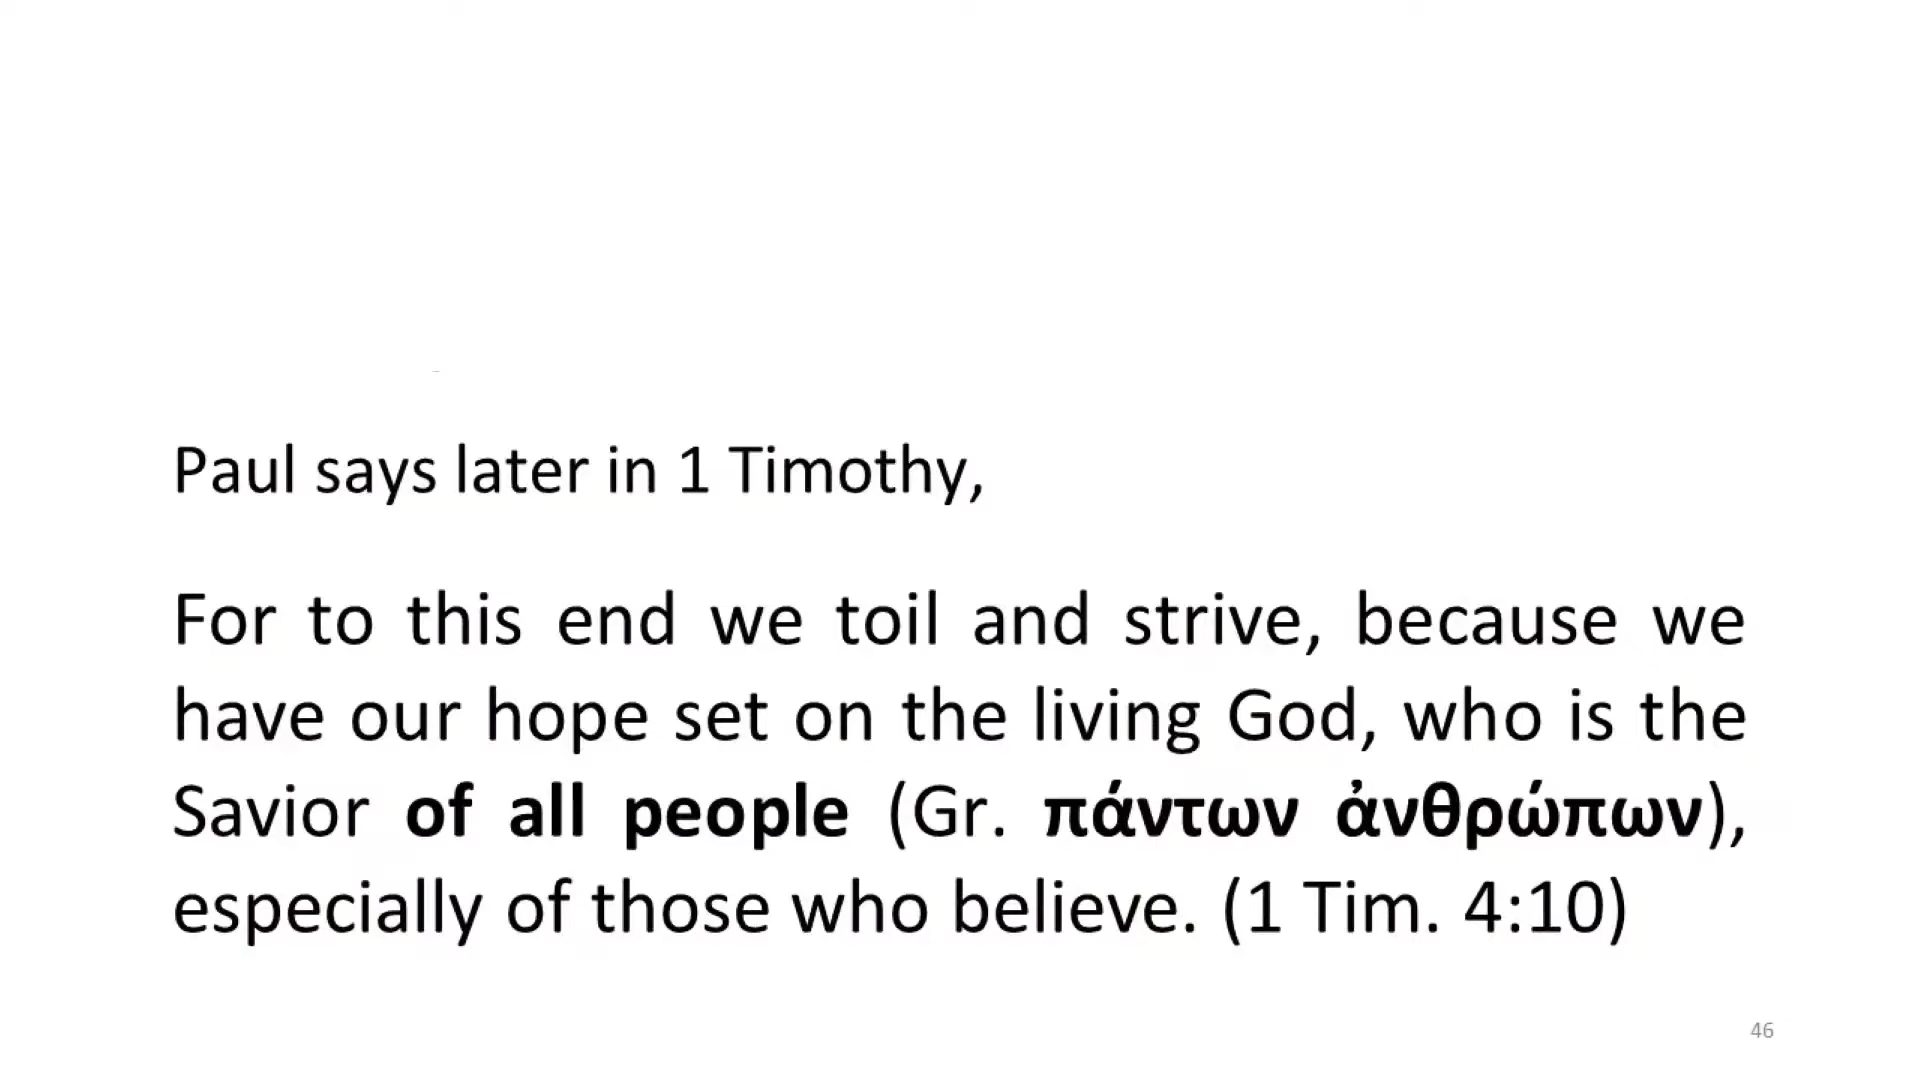 Paul says later in 1 Timothy,
For to this end we toil and strive, because we
have our hope set on the living God, who is the
Savior of all people (Gr. πάντων ἀνθρώπων),
especially of those who believe. (1 Tim. 4:10)
46